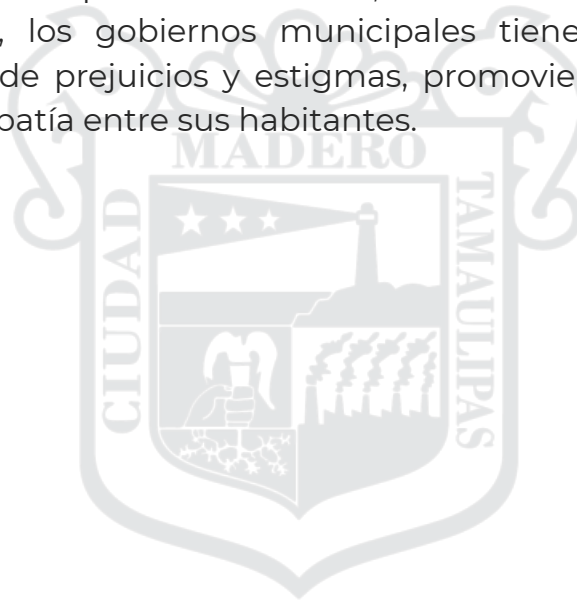 , los gobiernos municipales tiene
de prejuicios y estigmas, promovie
patía entre sus habitantes.
MADERO
CIUDAD
TAMAULIPAS